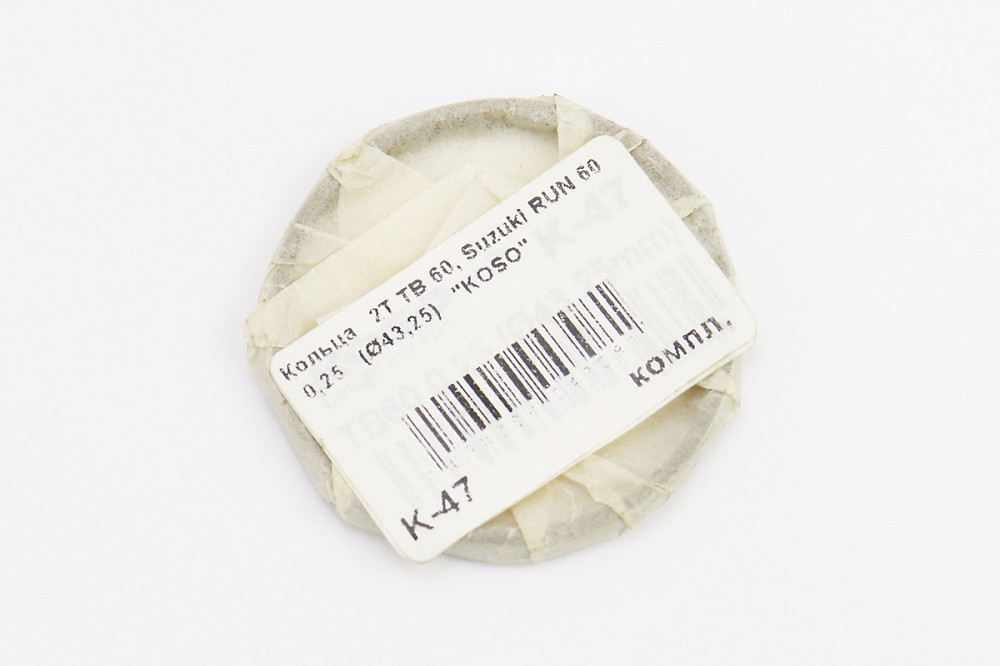 Кольца 2T TB 60, Suzuki RUN 60
0,25 (Ø43,25) "KOSO"
компл.
K-47